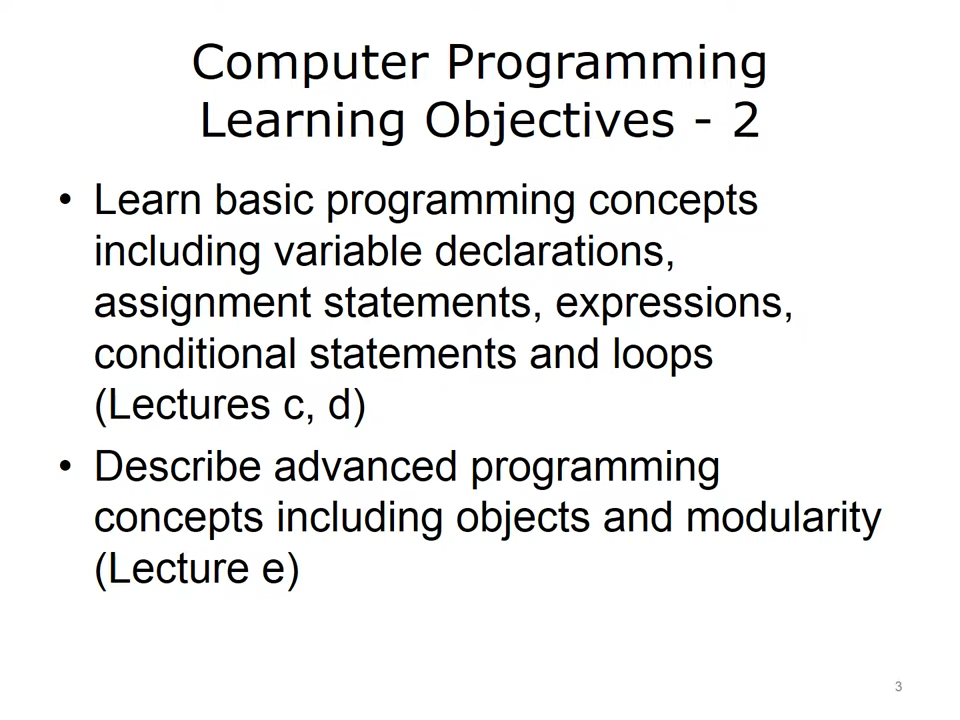 Computer Programming
Learning Objectives - 2
• Learn basic programming concepts
including variable declarations,
assignment statements, expressions,
conditional statements and loops
(Lectures c, d)
• Describe advanced programming
concepts including objects and modularity
(Lecture e)
3